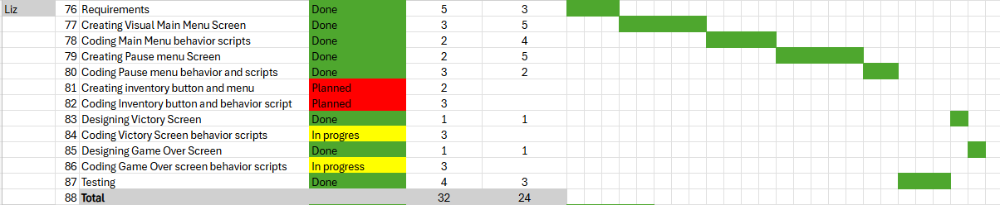 Liz 76 Requirements Done 5 3
77 Creating Visual Main Menu Screen Done 3 5
78 Coding Main Menu behavior scripts Done 2 4
79 Creating Pause menu Screen Done 2 5
80 Coding Pause menu behavior and scripts Done 3 2
81 Creating inventory button and menu Planned 2
82 Coding Inventory button and behavior script Planned 3
83 Designing Victory Screen Done 1 1
84 Coding Victory Screen behavior scripts In progres 3
85 Designing Game Over Screen Done 1 1
86 Coding Game Over screen behavior scripts In progress 3
87 Testing Done 4 3
88 Total 32 24